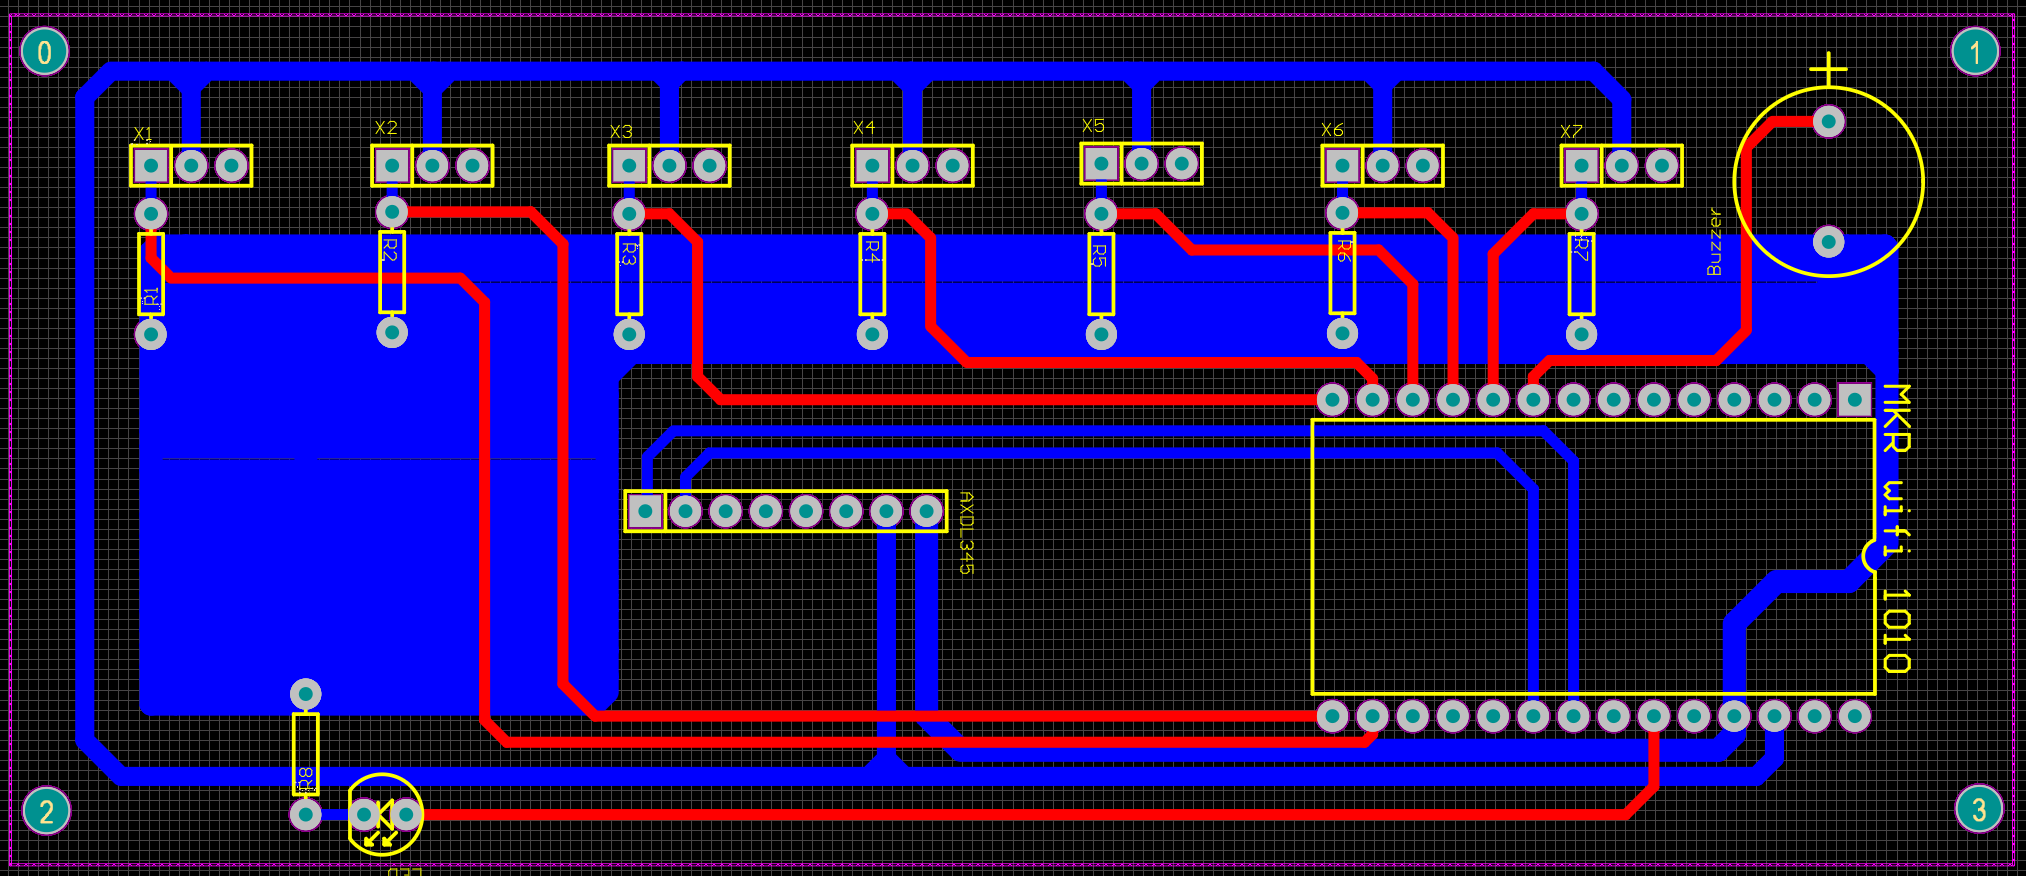 0
1
X1
X2
X3
X4
X5
X6
X7
Buzzer
R1
R2
R3
R4
R5
R6
R7
MKR wifi 1010
AXDL345
R8
2
3
LED